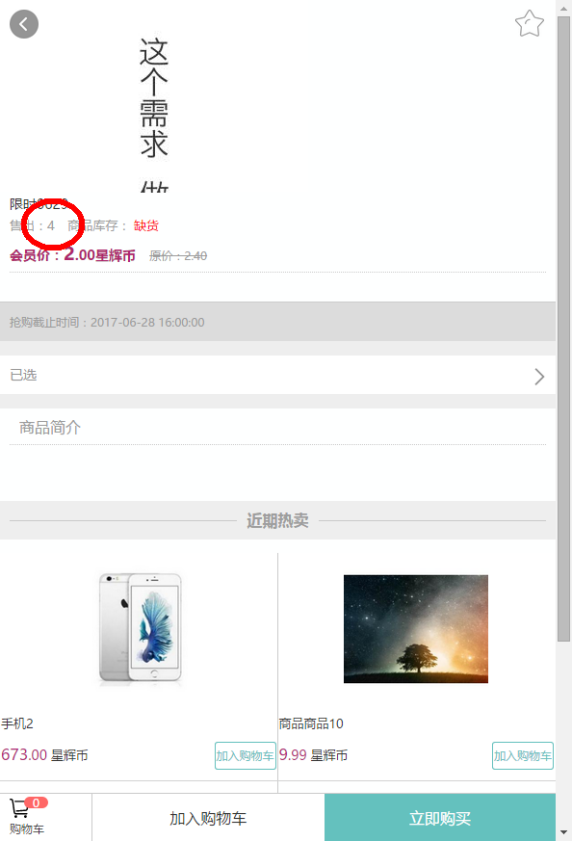 这个需求
限时0629
售出：4 商品库存：缺货
会员价：2.00星辉币 原价：2.40
抢购截止时间：2017-06-28 16:00:00
已选
商品简介
近期热卖
手机2
673.00 星辉币 加入购物车
商品商品10
9.99 星辉币 加入购物车
0
购物车
加入购物车
立即购买